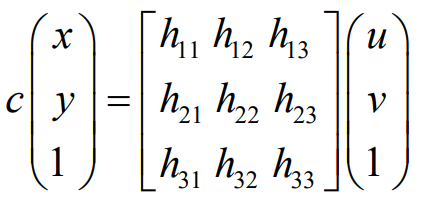 x h₁₁ h₁₂ h₁₃ u
c y = h₂₁ h₂₂ h₂₃ v
1 h₃₁ h₃₂ h₃₃ 1